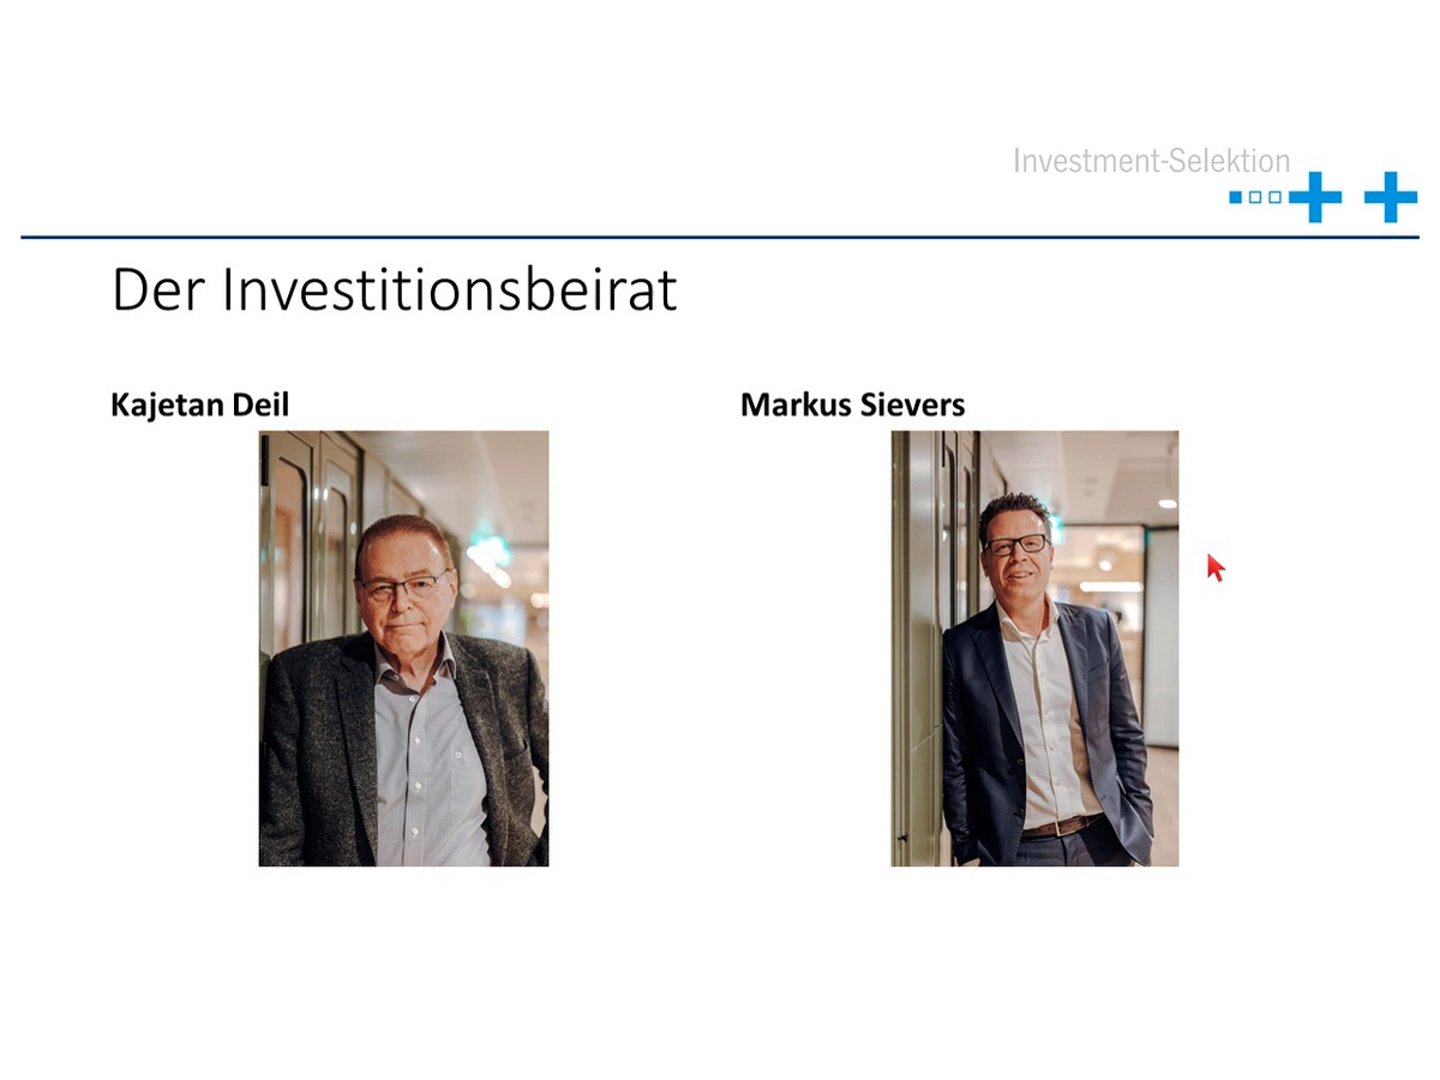 Investment-Selektion
Der Investitionsbeirat
Kajetan Deil
Markus Sievers